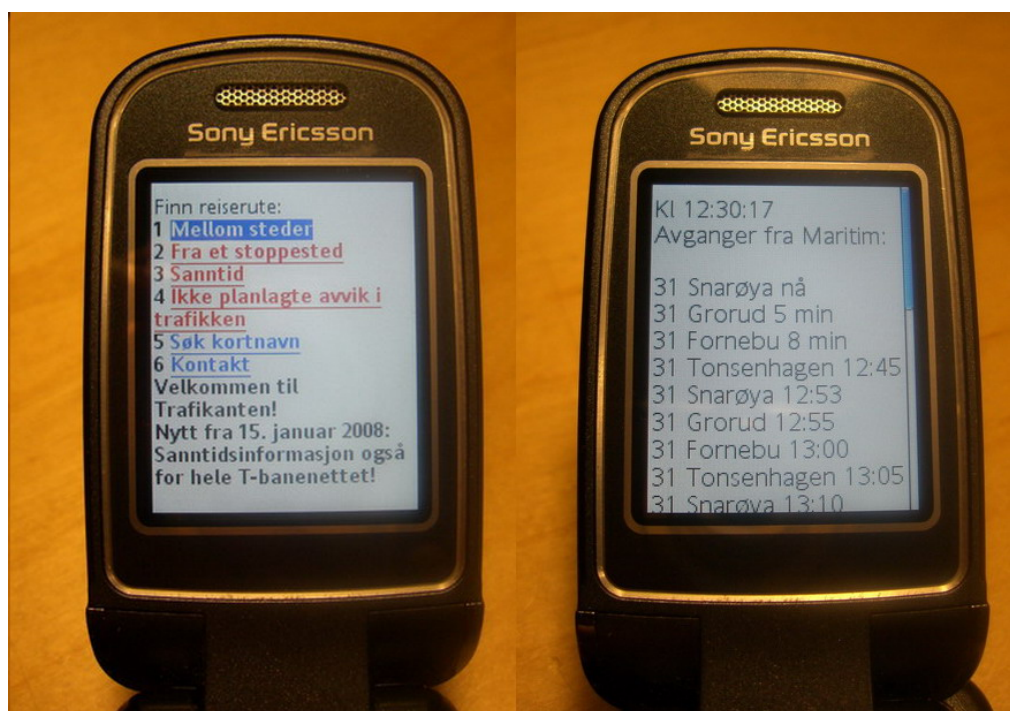 Sony Ericsson
Finn reiserute:
1 Mellom steder
2 Fra et stoppested
3 Sanntid
4 Ikke planlagte avvik i
trafikken
5 Søk kortnavn
6 Kontakt
Velkommen til
Trafikanten!
Nytt fra 15. januar 2008:
Sanntidsinformasjon også
for hele T-banenettet!
Sony Ericsson
Kl 12:30:17
Avganger fra Maritim:
31 Snarøya nå
31 Grorud 5 min
31 Fornebu 8 min
31 Tonsenhagen 12:45
31 Snarøya 12:53
31 Grorud 12:55
31 Fornebu 13:00
31 Tonsenhagen 13:05
31 Snarøya 13:10